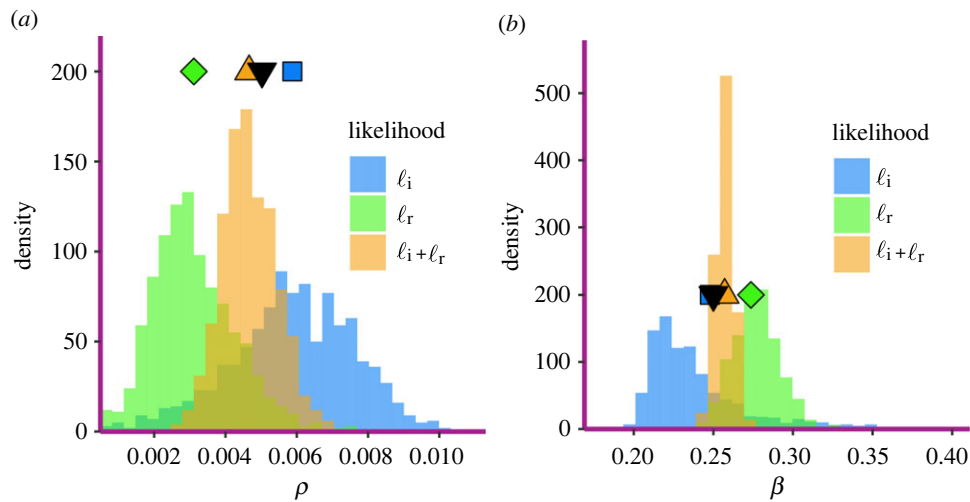 (a)
200
150
100
50
0
density
0.002 0.004 0.006 0.008 0.010
ρ
likelihood
ℓi
ℓr
ℓi+ℓr
(b)
500
400
300
200
100
0
density
0.20 0.25 0.30 0.35 0.40
β
likelihood
ℓi
ℓr
ℓi+ℓr